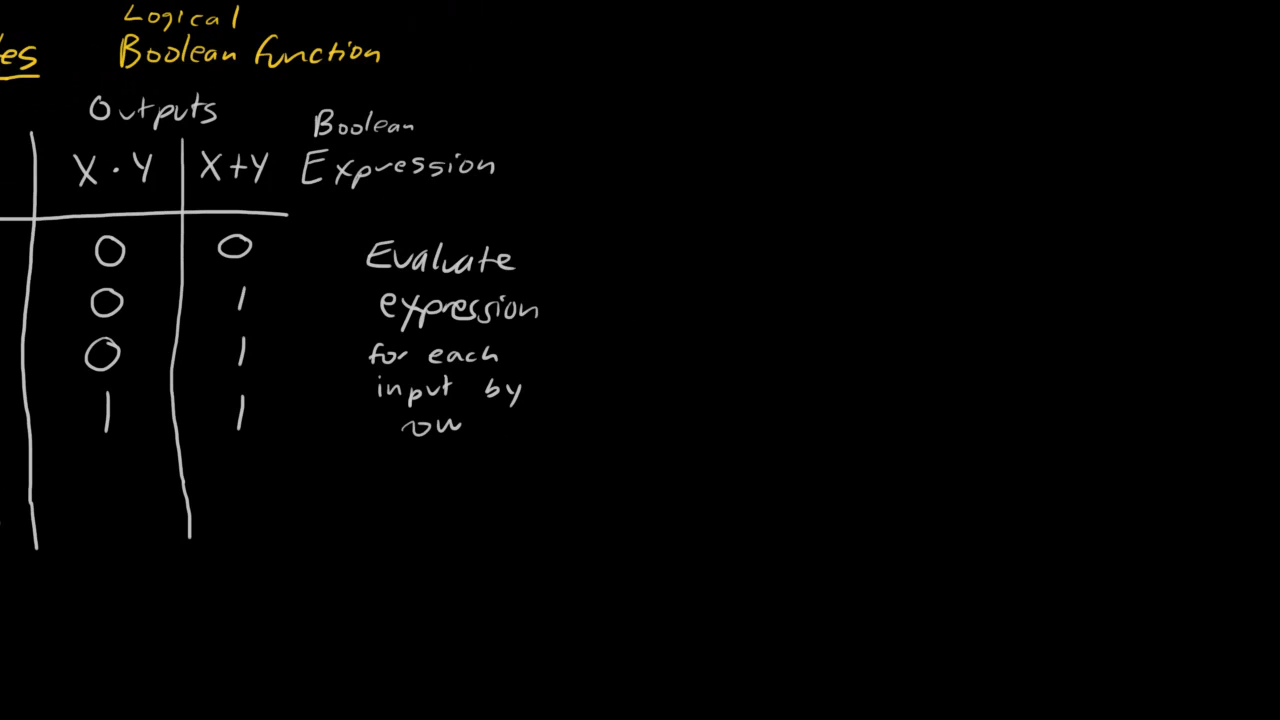 Logical
Boolean function
Outputs
Boolean
X · Y X+Y Expression
0 0
0 1
0 1
1 1
Evaluate
expression
for each
input by
row